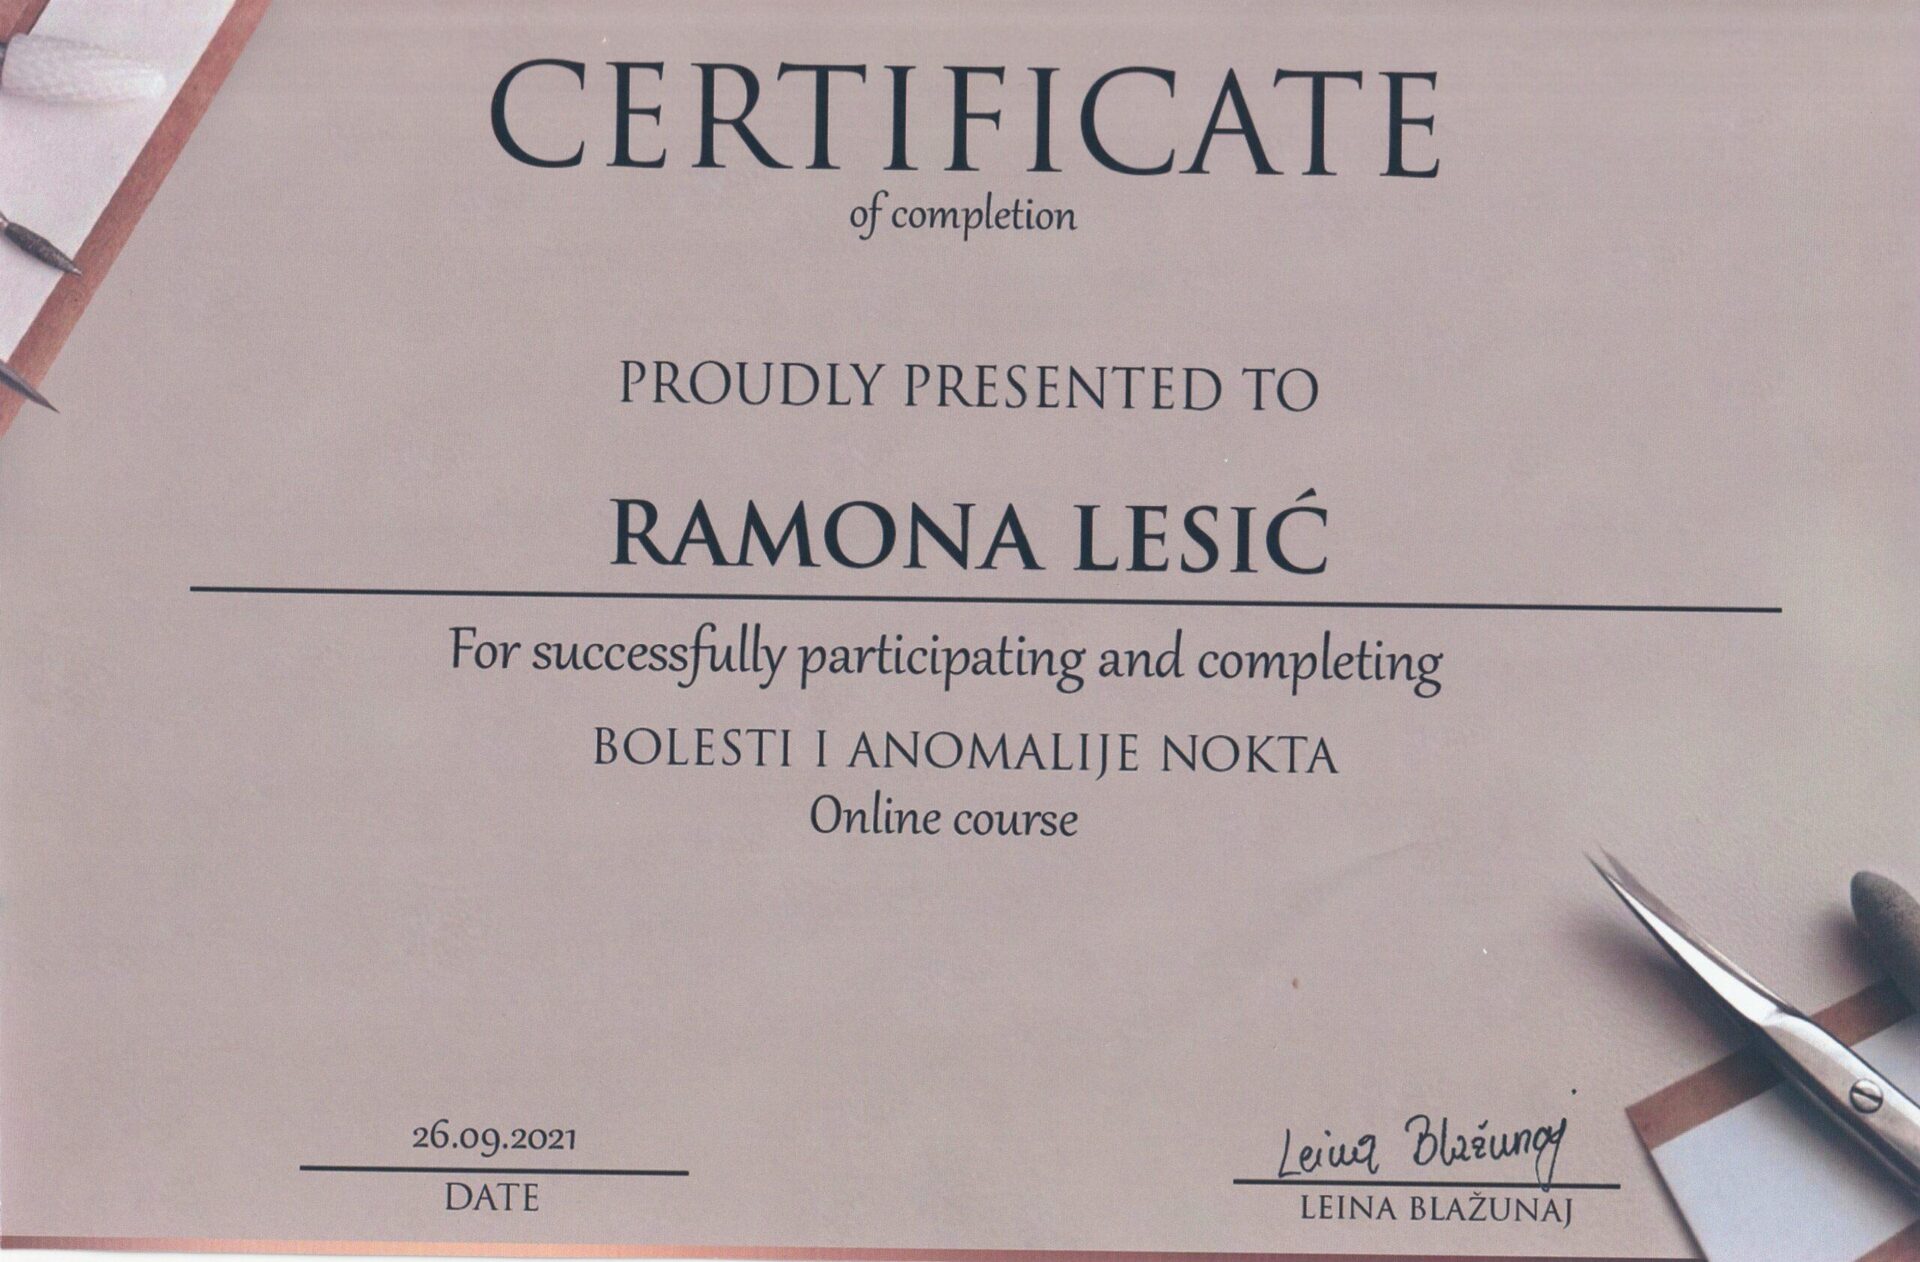 CERTIFICATE
of completion
PROUDLY PRESENTED TO
RAMONA LESIĆ
For successfully participating and completing
BOLESTI I ANOMALIJE NOKTA
Online course
26.09.2021
DATE
Leina Blažunaj
LEINA BLAŽUNAJ